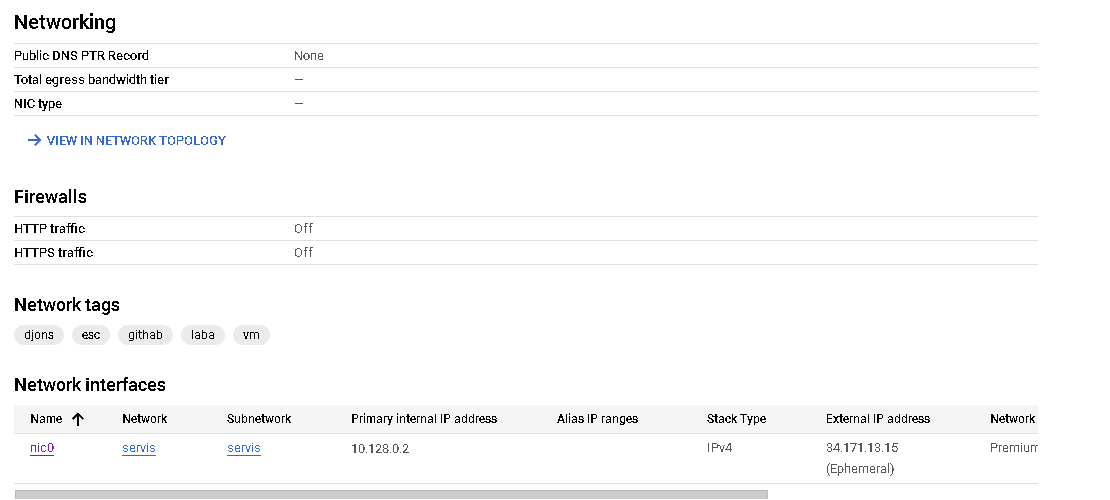 Networking
Public DNS PTR Record None
Total egress bandwidth tier —
NIC type —
VIEW IN NETWORK TOPOLOGY
Firewalls
HTTP traffic Off
HTTPS traffic Off
Network tags
djons esc githab laba vm
Network interfaces
Name Network Subnetwork Primary internal IP address Alias IP ranges Stack Type External IP address Network
nic0 servis servis 10.128.0.2 IPv4 34.171.13.15 Premium
(Ephemeral)